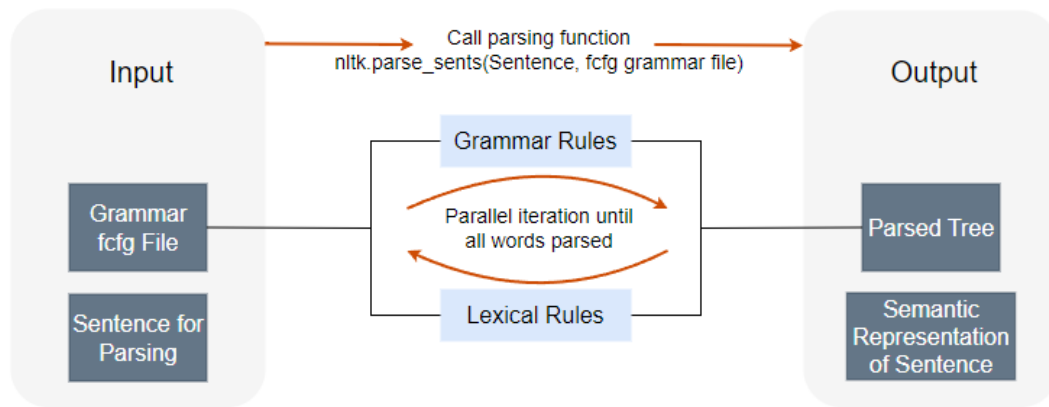 Input
Call parsing function
nltk.parse_sents(Sentence, fcfg grammar file)
Output
Grammar Rules
Grammar
fcfg File
Parallel iteration until
all words parsed
Parsed Tree
Sentence for
Parsing
Lexical Rules
Semantic
Representation
of Sentence